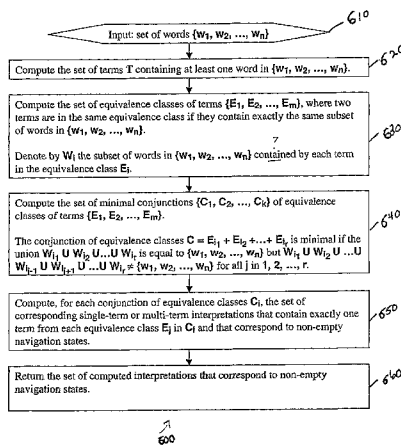 610
Input: set of words {w1, w2, ..., wn}
620
Compute the set of terms T containing at least one word in {w1, w2, ..., wn}.
Compute the set of equivalence classes of terms {E1, E2, ..., Em}, where two
terms are in the same equivalence class if they contain exactly the same subset
of words in {w1, w2, ..., wn}.
630
Denote by Wi the subset of words in {w1, w2, ..., wn} contained by each term
in the equivalence class Ei.
Compute the set of minimal conjunctions {C1, C2, ..., Ck} of equivalence
classes of terms {E1, E2, ..., Em}.
640
The conjunction of equivalence classes C = Ei1 + Ei2 +...+ Eir is minimal if the
union Wi1 U Wi2 U...U Wir is equal to {w1, w2, ..., wn} but Wi1 U Wi2 U ...U
Wij-1 U Wij+1 U ...U Wir ≠ {w1, w2, ..., wn} for all j in 1, 2, ..., r.
Compute, for each conjunction of equivalence classes Ci, the set of
650
corresponding single-term or multi-term interpretations that contain exactly one
term from each equivalence class Ej in Ci and that correspond to non-empty
navigation states.
Return the set of computed interpretations that correspond to non-empty
660
navigation states.
600